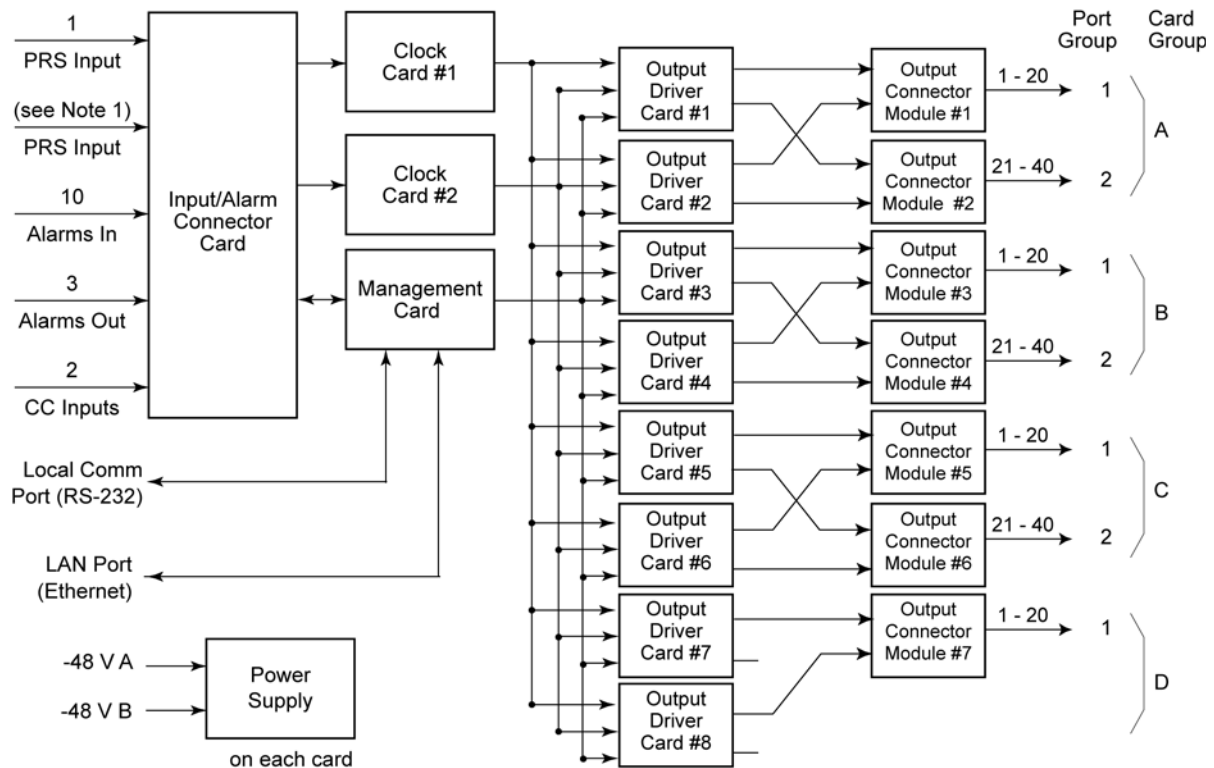 1
PRS Input
(see Note 1)
PRS Input
10
Alarms In
3
Alarms Out
2
CC Inputs
Local Comm
Port (RS-232)
LAN Port
(Ethernet)
-48 V A
-48 V B
Power
Supply
on each card
Input/Alarm
Connector
Card
Clock
Card #1
Clock
Card #2
Management
Card
Output
Driver
Card #1
Output
Driver
Card #2
Output
Driver
Card #3
Output
Driver
Card #4
Output
Driver
Card #5
Output
Driver
Card #6
Output
Driver
Card #7
Output
Driver
Card #8
Output
Connector
Module #1
Output
Connector
Module #2
Output
Connector
Module #3
Output
Connector
Module #4
Output
Connector
Module #5
Output
Connector
Module #6
Output
Connector
Module #7
1 - 20
21 - 40
1 - 20
21 - 40
1 - 20
21 - 40
1 - 20
Port
Group
1
2
1
2
1
2
1
Card
Group
A
B
C
D